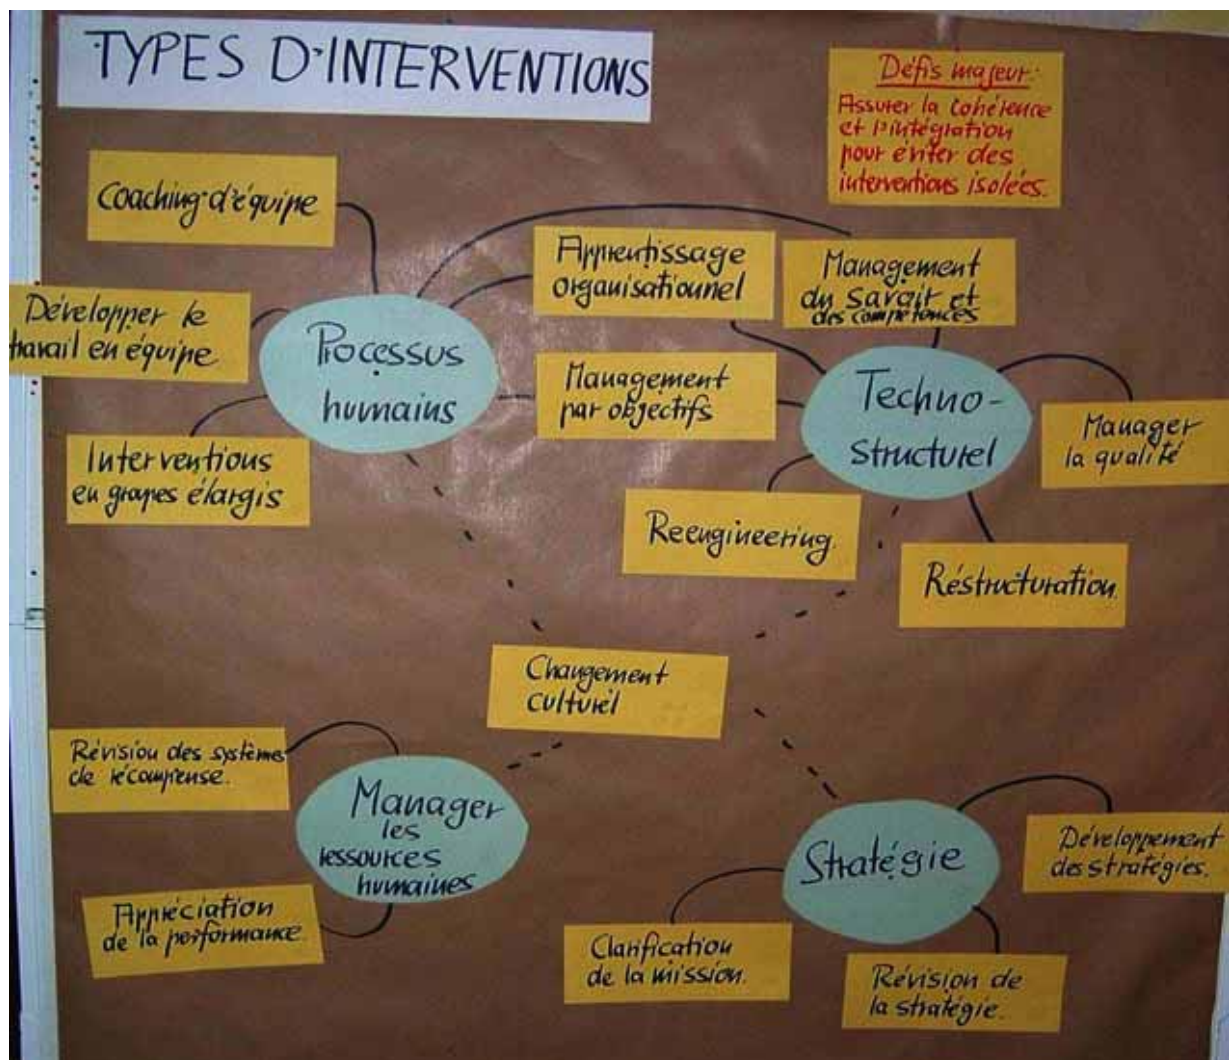 TYPES D'INTERVENTIONS
Défis majeur:
Assurer la cohérence
et l'intégration
pour éviter des
interventions isolées.
Coaching d'équipe
Développer le
travail en équipe
Interventions
en groupes élargis
Processus
humains
Apprentissage
organisationnel
Management
du savoir et
des compétences
Management
par objectifs
Techno-
structurel
Manager
la qualité
Reengineering.
Réstructuration.
Changement
culturél
Révision des systèmes
de récompense.
Manager
les
ressources
humaines
Appréciation
de la performance.
Stratégie
Développement
des stratégies.
Clarification
de la mission.
Révision de
la stratégie.